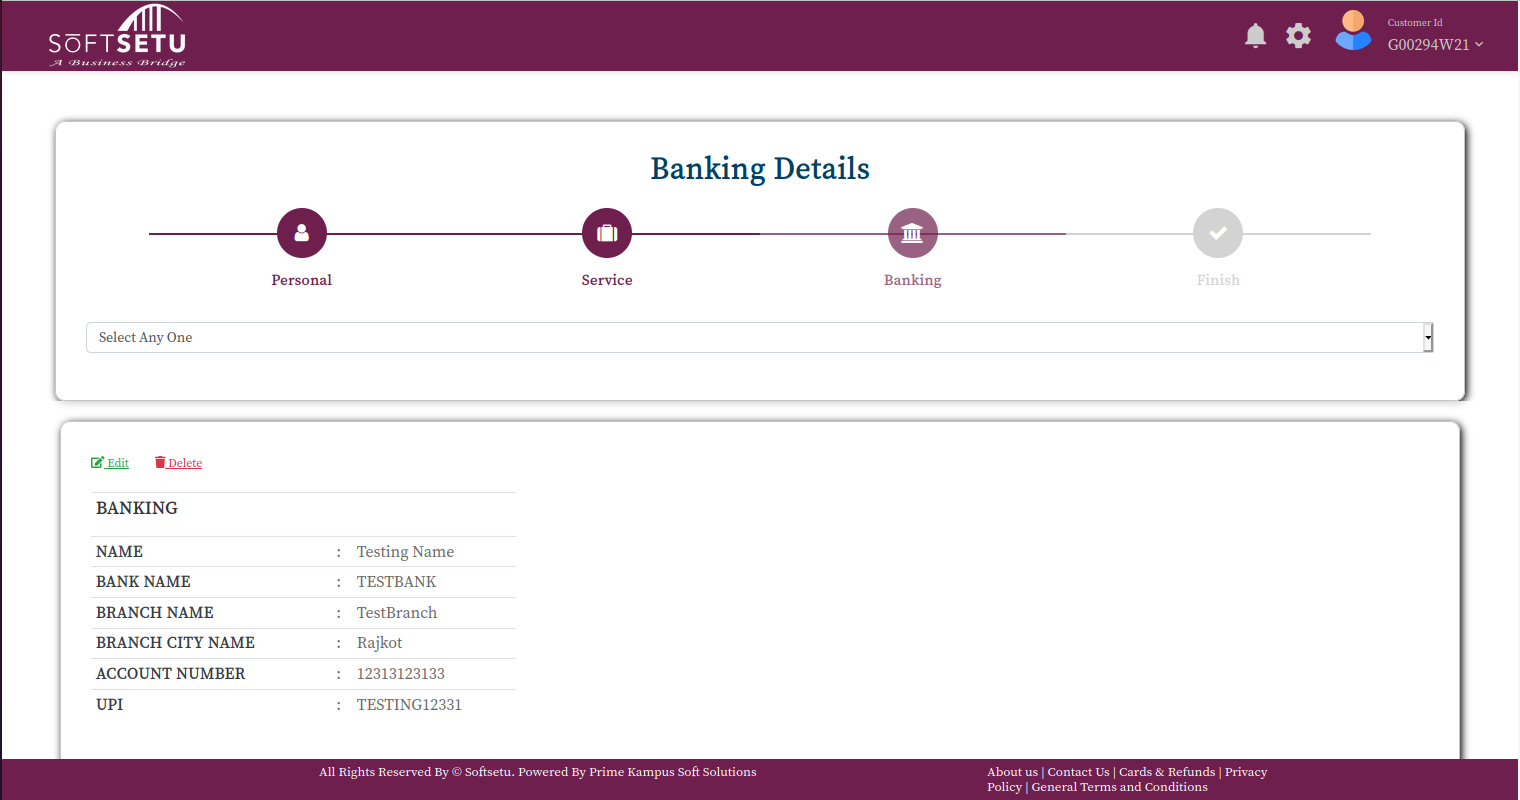 SOFTSETU
A Business Bridge
Customer Id
G00294W21
Banking Details
Personal
Service
Banking
Finish
Select Any One
Edit Delete
BANKING
NAME : Testing Name
BANK NAME : TESTBANK
BRANCH NAME : TestBranch
BRANCH CITY NAME : Rajkot
ACCOUNT NUMBER : 12313123133
UPI : TESTING12331
All Rights Reserved By © Softsetu. Powered By Prime Kampus Soft Solutions
About us | Contact Us | Cards & Refunds | Privacy
Policy | General Terms and Conditions